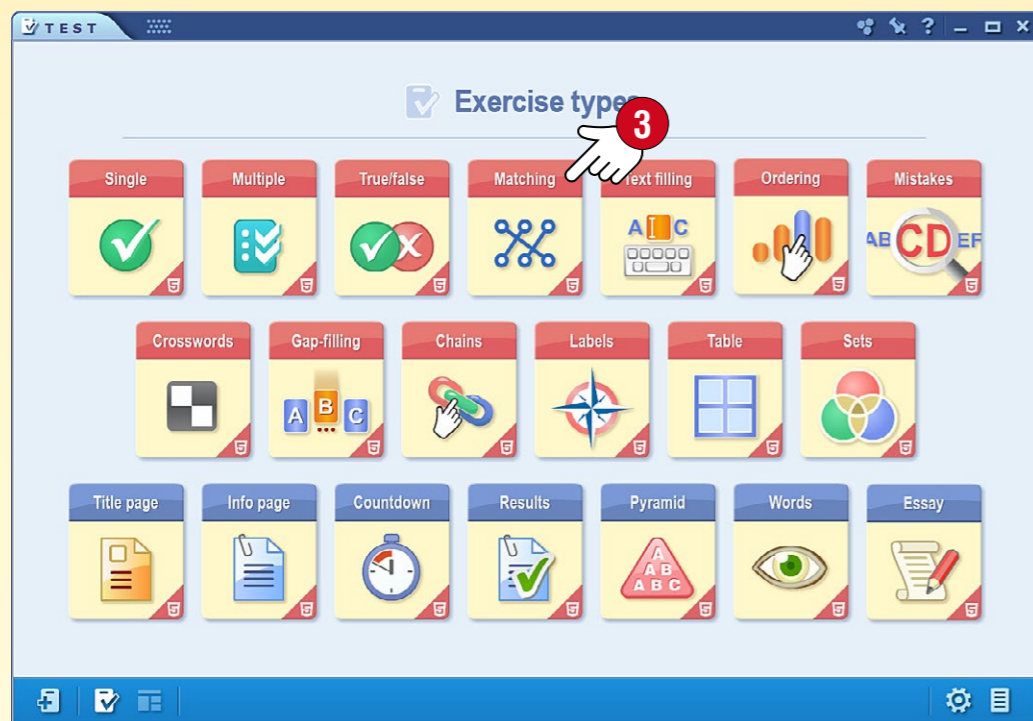 TEST
Exercise types
3
Single Multiple True/false Matching Text filling Ordering Mistakes
A C
AB CD EF
Crosswords Gap-filling Chains Labels Table Sets
A B C
Title page Info page Countdown Results Pyramid Words Essay
A
A B
A B C